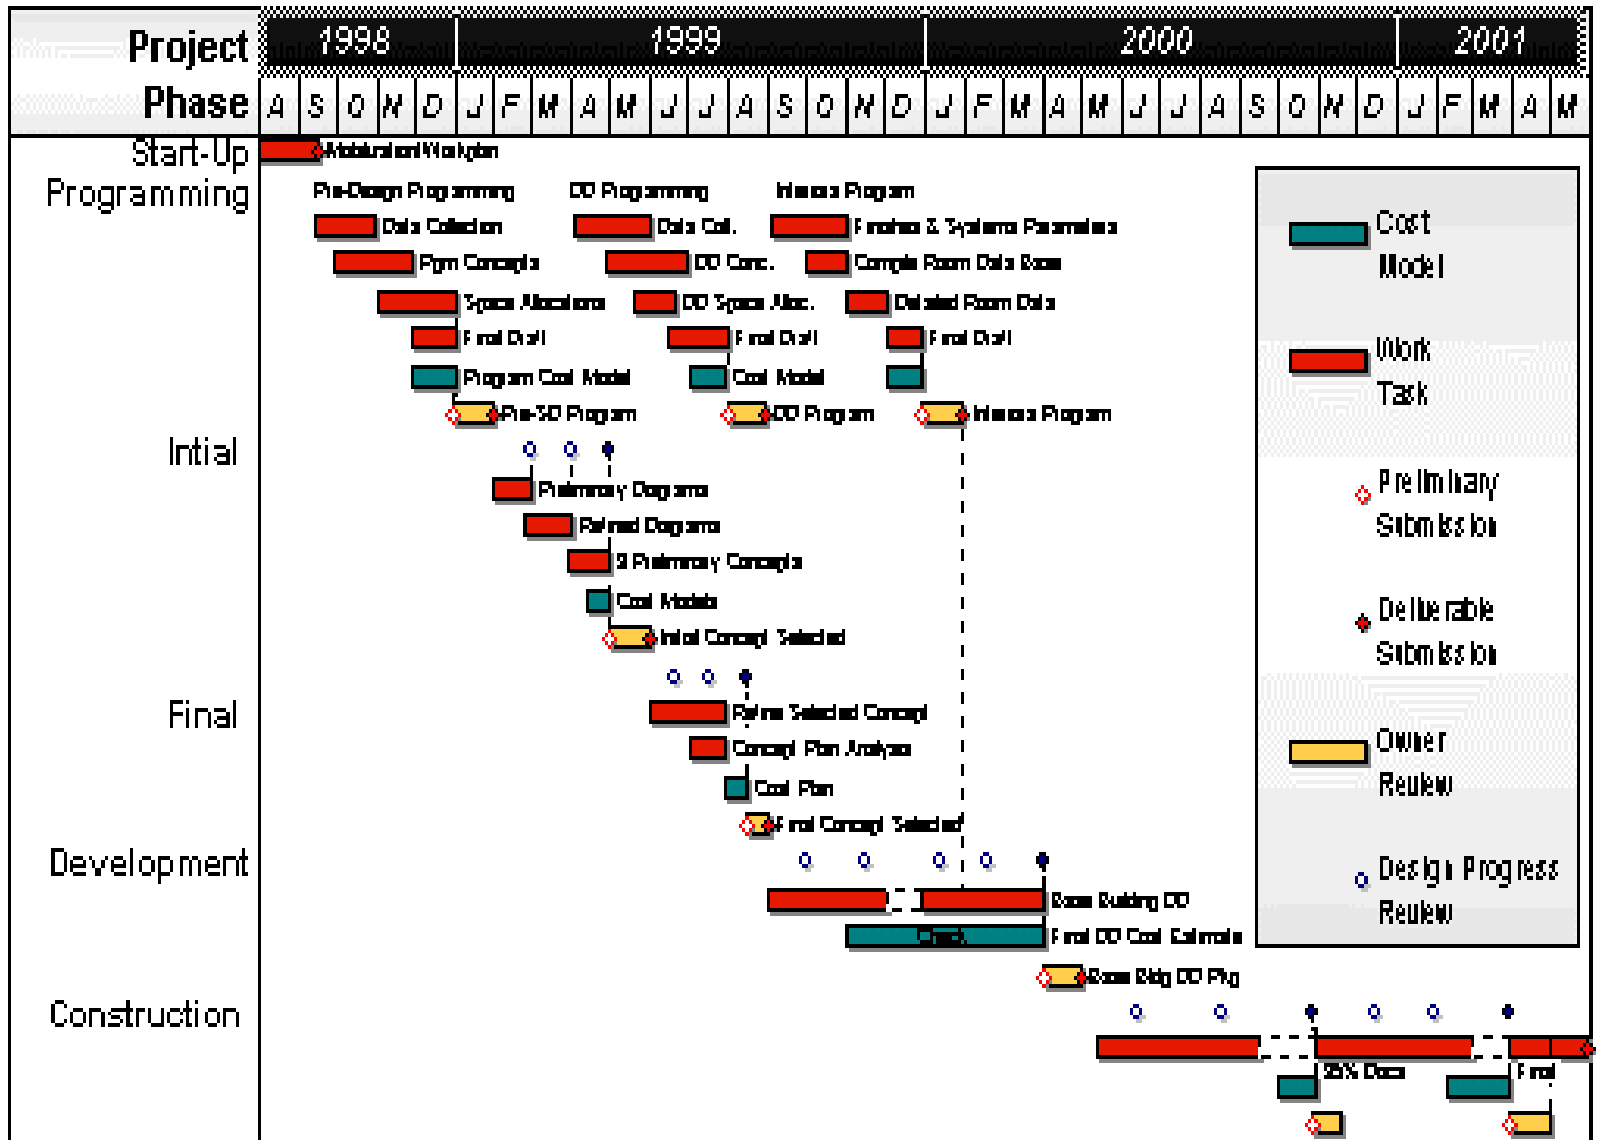 Project
Phase
1998 1999 2000 2001
A S O N D J F M A M J J A S O N D J F M A M J J A S O N D J F M A M
Start-Up
Programming
Pre-Design Programming DD Programming Interiors Program
Data Collection Data Coll. Finishes & Systems Parameters
Pgm Concepts DD Conc. Compile Room Data Base
Space Allocations DD Space Alloc. Detailed Room Data
Final Draft Final Draft Final Draft
Program Cost Model Cost Model
Pre-SD Program DD Program Interiors Program
Intial
Preliminary Diagrams
Refined Diagrams
3 Preliminary Concepts
Cost Models
Initial Concept Selected
Final
Refine Selected Concept
Concept Plan Analysis
Cost Plan
Final Concept Selected
Development
Base Building DD
Check Final DD Cost Estimate
Base Bldg DD Pkg
Construction
Docs Final
Cost
Model
Work
Task
Preliminary
Submission
Deliverable
Submission
Owner
Review
Design Progress
Review